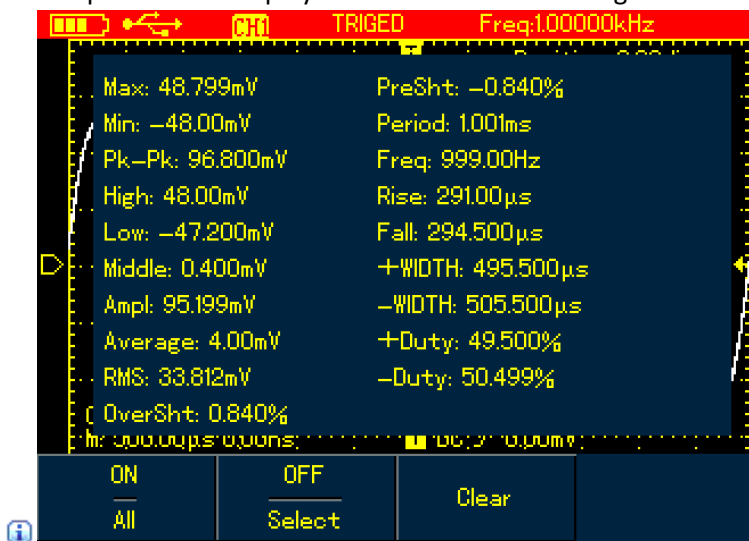 CH1 TRIGED Freq:1.00000kHz
Max: 48.799mV
Min: −48.00mV
Pk−Pk: 96.800mV
High: 48.00mV
Low: −47.200mV
Middle: 0.400mV
Ampl: 95.199mV
Average: 4.00mV
RMS: 33.812mV
OverSht: 0.840%
PreSht: −0.840%
Period: 1.001ms
Freq: 999.00Hz
Rise: 291.00µs
Fall: 294.500µs
+WIDTH: 495.500µs
−WIDTH: 505.500µs
+Duty: 49.500%
−Duty: 50.499%
ON
All
OFF
Select
Clear